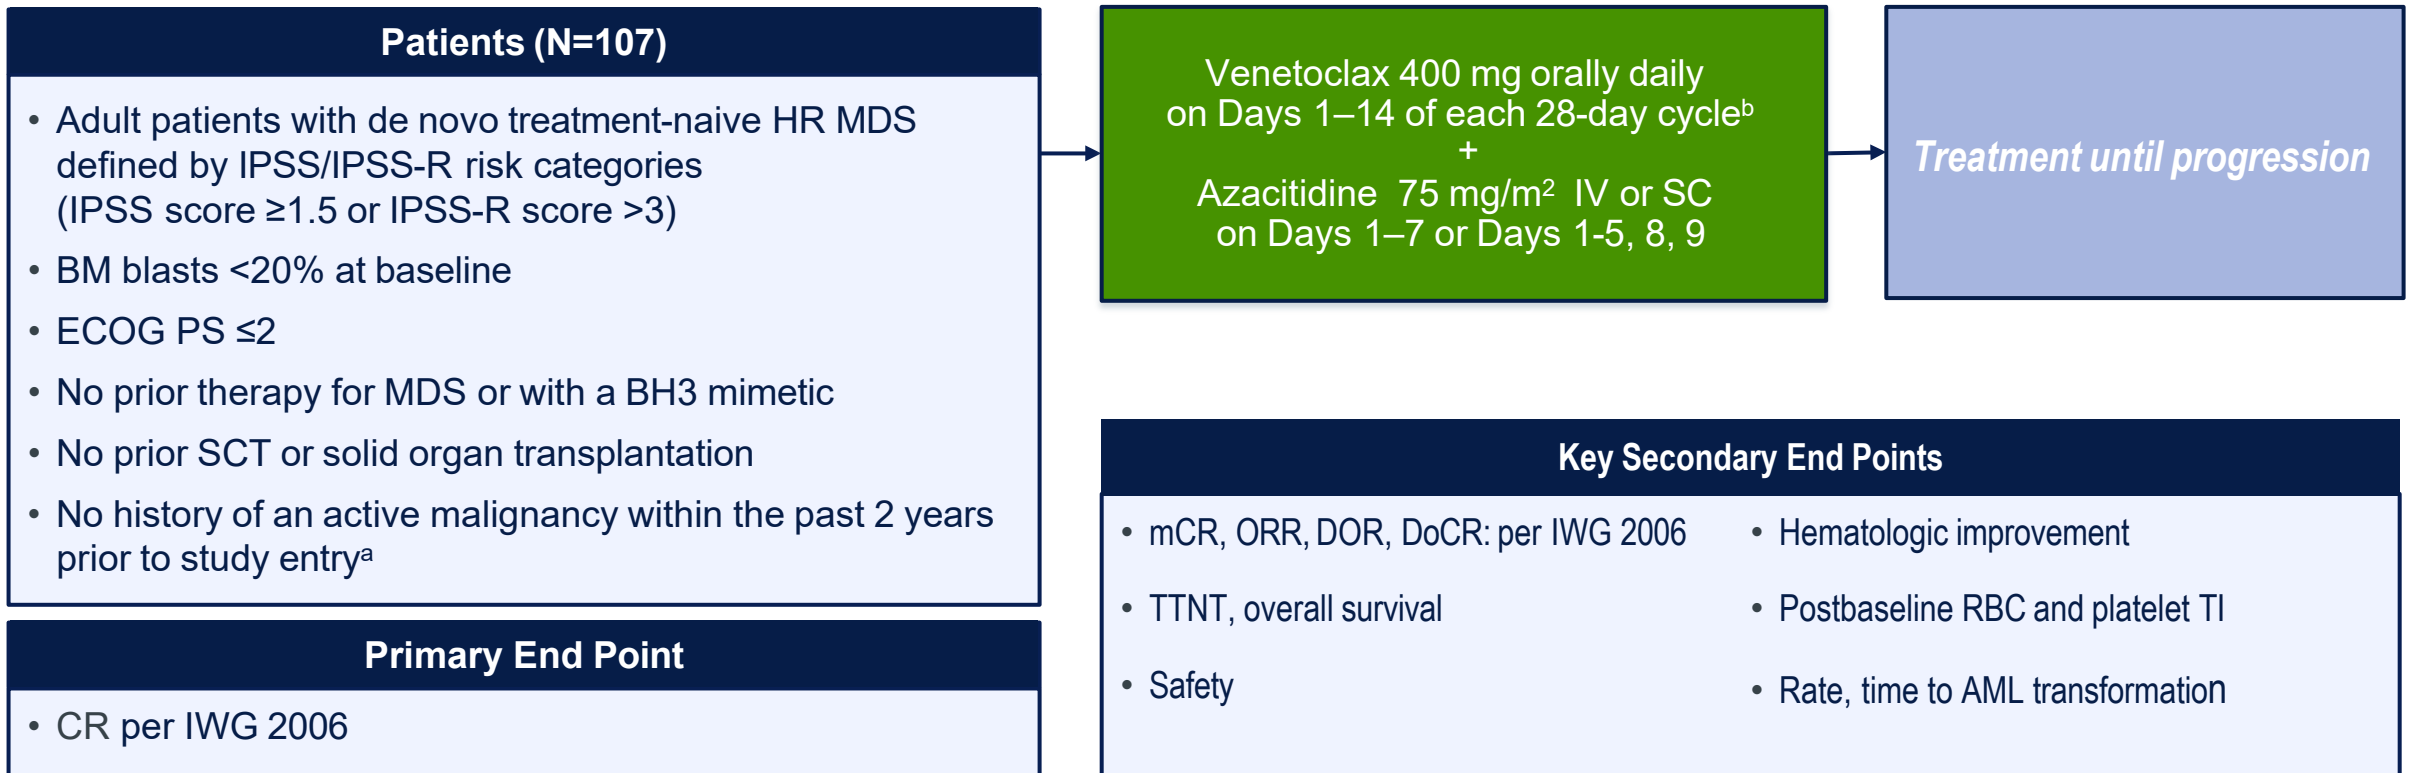 Patients (N=107)
• Adult patients with de novo treatment-naive HR MDS
defined by IPSS/IPSS-R risk categories
(IPSS score ≥1.5 or IPSS-R score >3)
• BM blasts <20% at baseline
• ECOG PS ≤2
• No prior therapy for MDS or with a BH3 mimetic
• No prior SCT or solid organ transplantation
• No history of an active malignancy within the past 2 years
prior to study entryᵃ
Primary End Point
• CR per IWG 2006
Venetoclax 400 mg orally daily
on Days 1–14 of each 28-day cycleᵇ
+
Azacitidine 75 mg/m² IV or SC
on Days 1–7 or Days 1-5, 8, 9
Treatment until progression
Key Secondary End Points
• mCR, ORR, DOR, DoCR: per IWG 2006
• TTNT, overall survival
• Safety
• Hematologic improvement
• Postbaseline RBC and platelet TI
• Rate, time to AML transformation